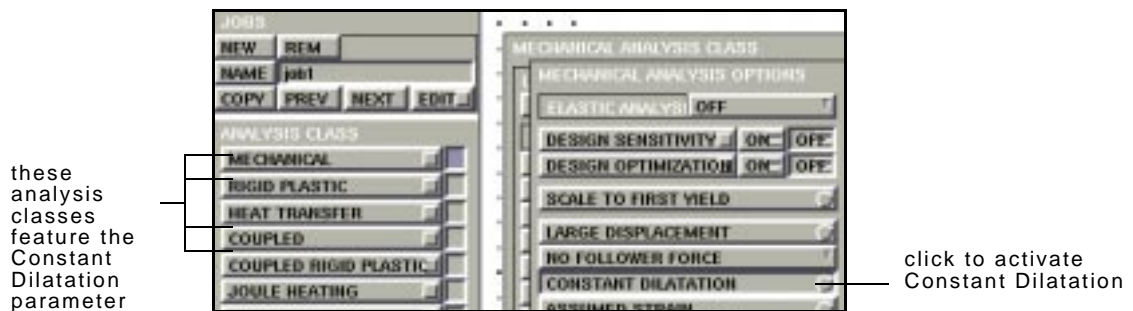 these
analysis
classes
feature the
Constant
Dilatation
parameter
JOBS
NEW REM
NAME job1
COPY PREV NEXT EDIT
ANALYSIS CLASS
MECHANICAL
RIGID PLASTIC
HEAT TRANSFER
COUPLED
COUPLED RIGID PLASTIC
JOULE HEATING
MECHANICAL ANALYSIS CLASS
MECHANICAL ANALYSIS OPTIONS
ELASTIC ANALYSI OFF
DESIGN SENSITIVITY ON OFF
DESIGN OPTIMIZATION ON OFF
SCALE TO FIRST YIELD
LARGE DISPLACEMENT
NO FOLLOWER FORCE
CONSTANT DILATATION
ASSUMED STRAIN
click to activate
Constant Dilatation